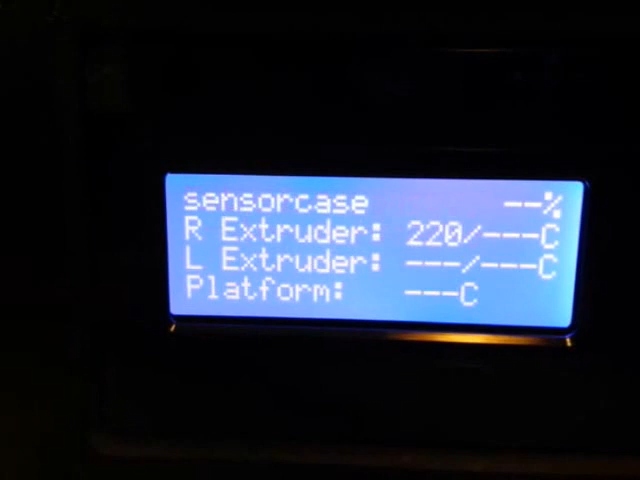 sensorcase --%
R Extruder: 220/---C
L Extruder: ---/---C
Platform: ---C